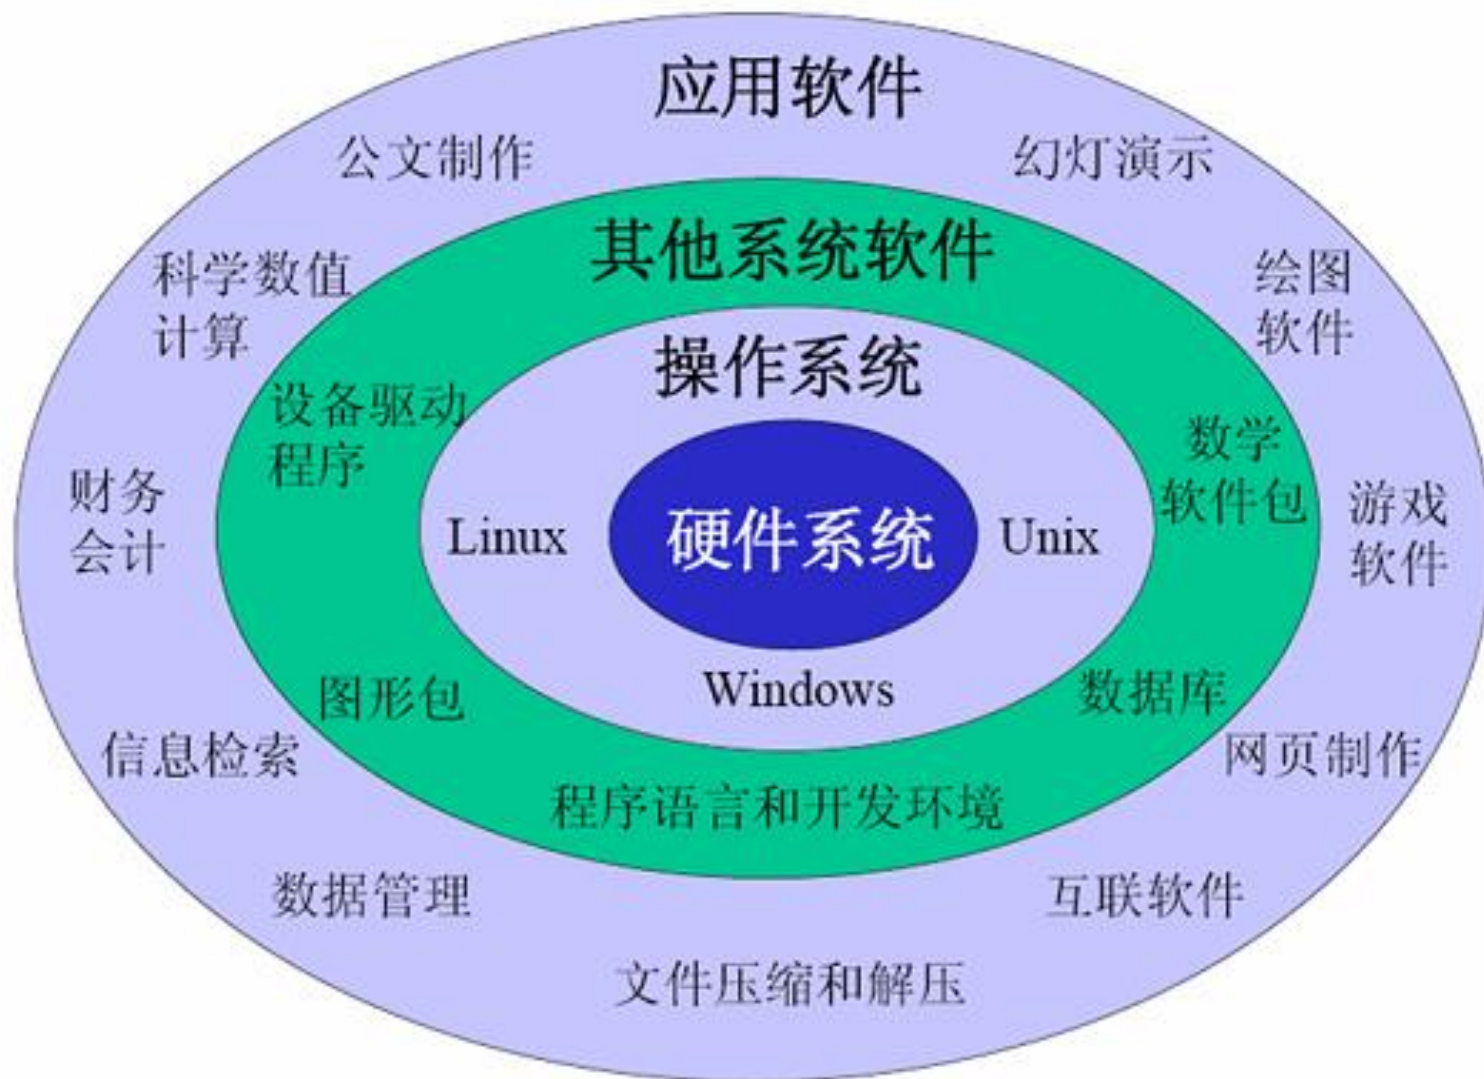 应用软件
公文制作
幻灯演示
其他系统软件
科学数值
计算
绘图
软件
操作系统
设备驱动
程序
数学
软件包
财务
会计
Linux
硬件系统
Unix
游戏
软件
图形包
Windows
数据库
信息检索
网页制作
程序语言和开发环境
数据管理
互联软件
文件压缩和解压